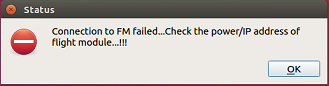 Status
Connection to FM failed...Check the power/IP address of
flight module...!!!
OK